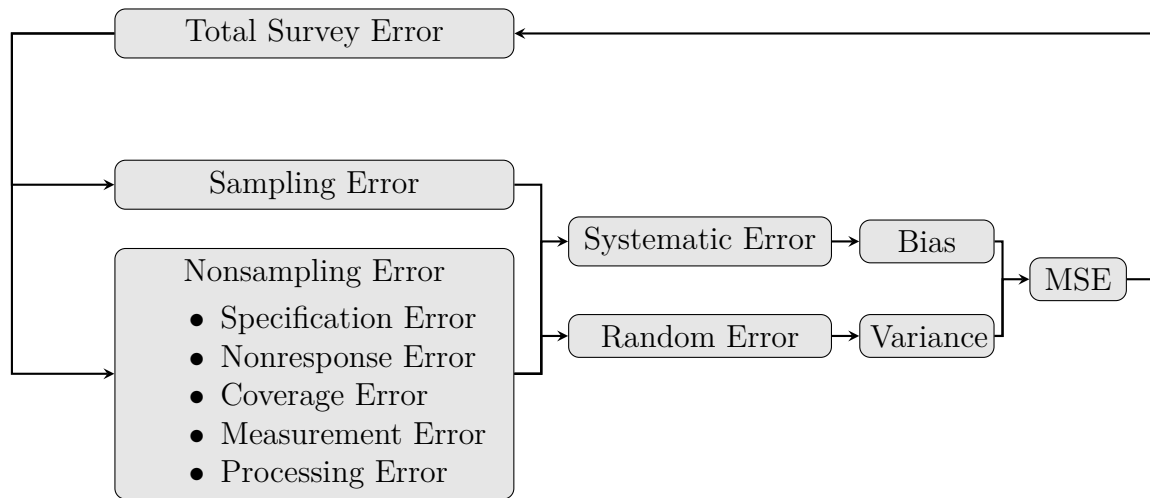 Total Survey Error
Sampling Error
Nonsampling Error
• Specification Error
• Nonresponse Error
• Coverage Error
• Measurement Error
• Processing Error
Systematic Error
Random Error
Bias
Variance
MSE